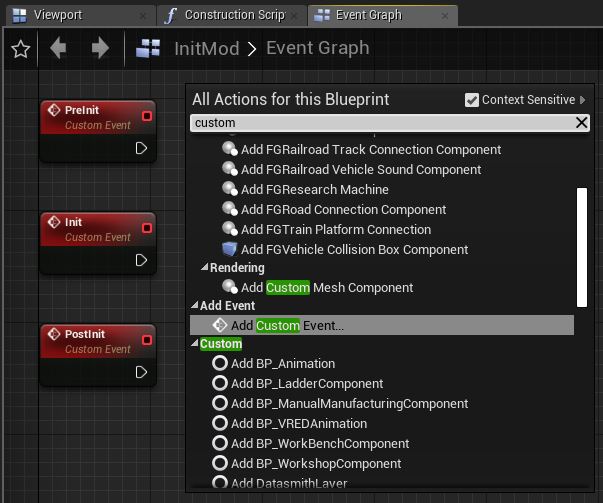 Viewport
Construction Scrip
Event Graph
InitMod > Event Graph
PreInit
Custom Event
Init
Custom Event
PostInit
Custom Event
All Actions for this Blueprint
Context Sensitive
custom
Add FGRailroad Track Connection Component
Add FGRailroad Vehicle Sound Component
Add FGResearch Machine
Add FGRoad Connection Component
Add FGTrain Platform Connection
Add FGVehicle Collision Box Component
Rendering
Add Custom Mesh Component
Add Event
Add Custom Event...
Custom
Add BP_Animation
Add BP_LadderComponent
Add BP_ManualManufacturingComponent
Add BP_VREDAnimation
Add BP_WorkBenchComponent
Add BP_WorkshopComponent
Add DatasmithLayer